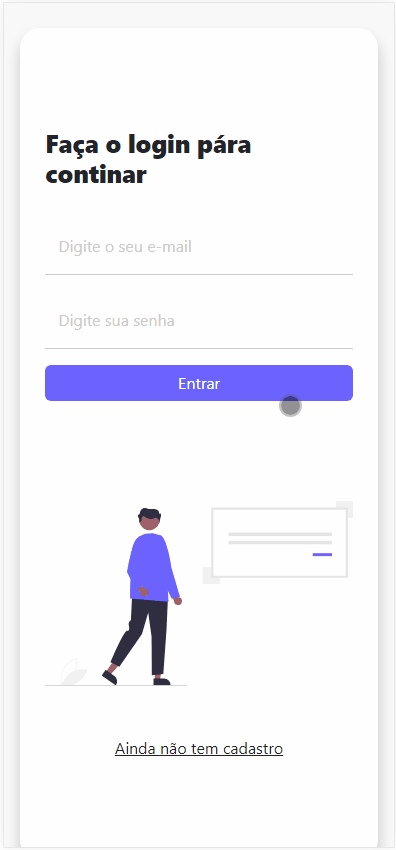 Faça o login pára
continar
Digite o seu e-mail
Digite sua senha
Entrar
Ainda não tem cadastro